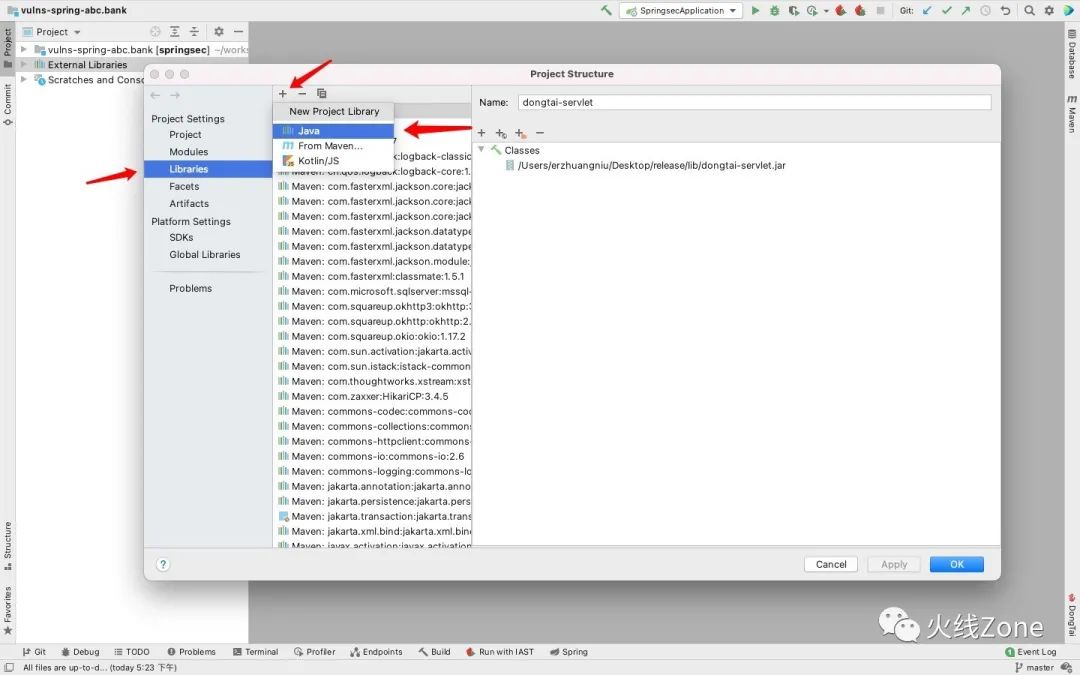 vulns-spring-abc.bank
SpringsecApplication
Git:
Project
vulns-spring-abc.bank [springsec] ~/works
External Libraries
Scratches and Conso
Project
Commit
Structure
Favorites
Database
Maven
DongTai
Project Structure
Project Settings
Project
Modules
Libraries
Facets
Artifacts
Platform Settings
SDKs
Global Libraries
Problems
New Project Library
Java
From Maven...
Kotlin/JS
k:logback-classic
Maven: ch.qos.logback:logback-core:1.
Maven: com.fasterxml.jackson.core:jack
Maven: com.fasterxml.jackson.core:jack
Maven: com.fasterxml.jackson.core:jack
Maven: com.fasterxml.jackson.datatype
Maven: com.fasterxml.jackson.datatype
Maven: com.fasterxml.jackson.module:
Maven: com.fasterxml:classmate:1.5.1
Maven: com.microsoft.sqlserver:mssql-
Maven: com.squareup.okhttp3:okhttp:3
Maven: com.squareup.okhttp:okhttp:2.
Maven: com.squareup.okio:okio:1.17.2
Maven: com.sun.activation:jakarta.activ
Maven: com.sun.istack:istack-common
Maven: com.thoughtworks.xstream:xst
Maven: com.zaxxer:HikariCP:3.4.5
Maven: commons-codec:commons-coc
Maven: commons-collections:common
Maven: commons-httpclient:common
Maven: commons-io:commons-io:2.6
Maven: commons-logging:commons-lo
Maven: jakarta.annotation:jakarta.anno
Maven: jakarta.persistence:jakarta.pers
Maven: jakarta.transaction:jakarta.trans
Maven: jakarta.xml.bind:jakarta.xml.bin
Maven: javax.activation:javax.activation
Name: dongtai-servlet
Classes
/Users/erzhuangniu/Desktop/release/lib/dongtai-servlet.jar
?
Cancel
Apply
OK
火线Zone
Git
Debug
TODO
Problems
Terminal
Profiler
Endpoints
Build
Run with IAST
Spring
1 Event Log
All files are up-to-d... (today 5:23 下午)
master